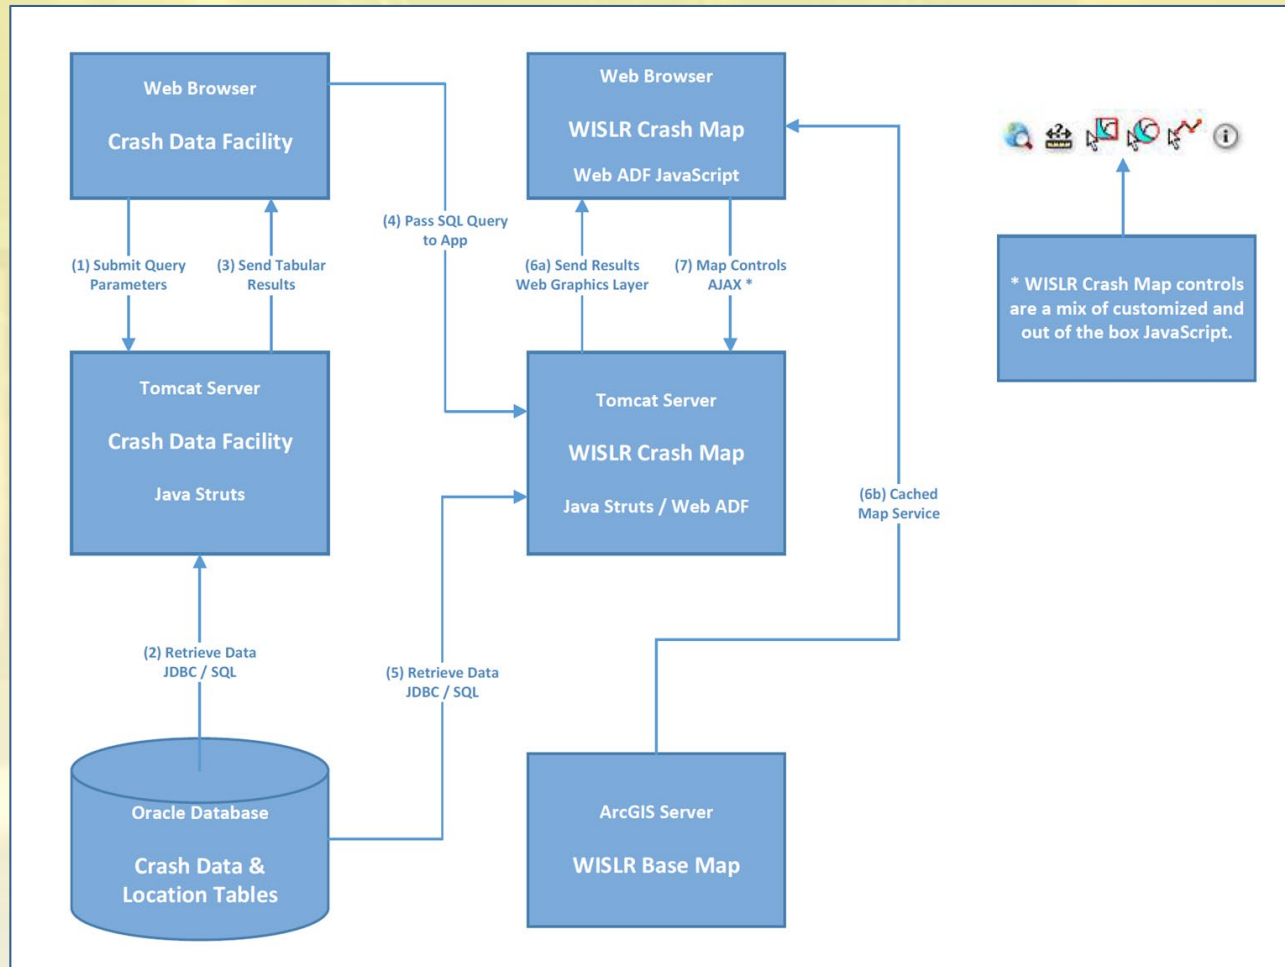 Web Browser
Crash Data Facility
Web Browser
WISLR Crash Map
Web ADF JavaScript
(4) Pass SQL Query
to App
(1) Submit Query
Parameters
(3) Send Tabular
Results
(6a) Send Results
Web Graphics Layer
(7) Map Controls
AJAX *
* WISLR Crash Map controls
are a mix of customized and
out of the box JavaScript.
Tomcat Server
Crash Data Facility
Java Struts
Tomcat Server
WISLR Crash Map
Java Struts / Web ADF
(6b) Cached
Map Service
(2) Retrieve Data
JDBC / SQL
(5) Retrieve Data
JDBC / SQL
Oracle Database
Crash Data &
Location Tables
ArcGIS Server
WISLR Base Map